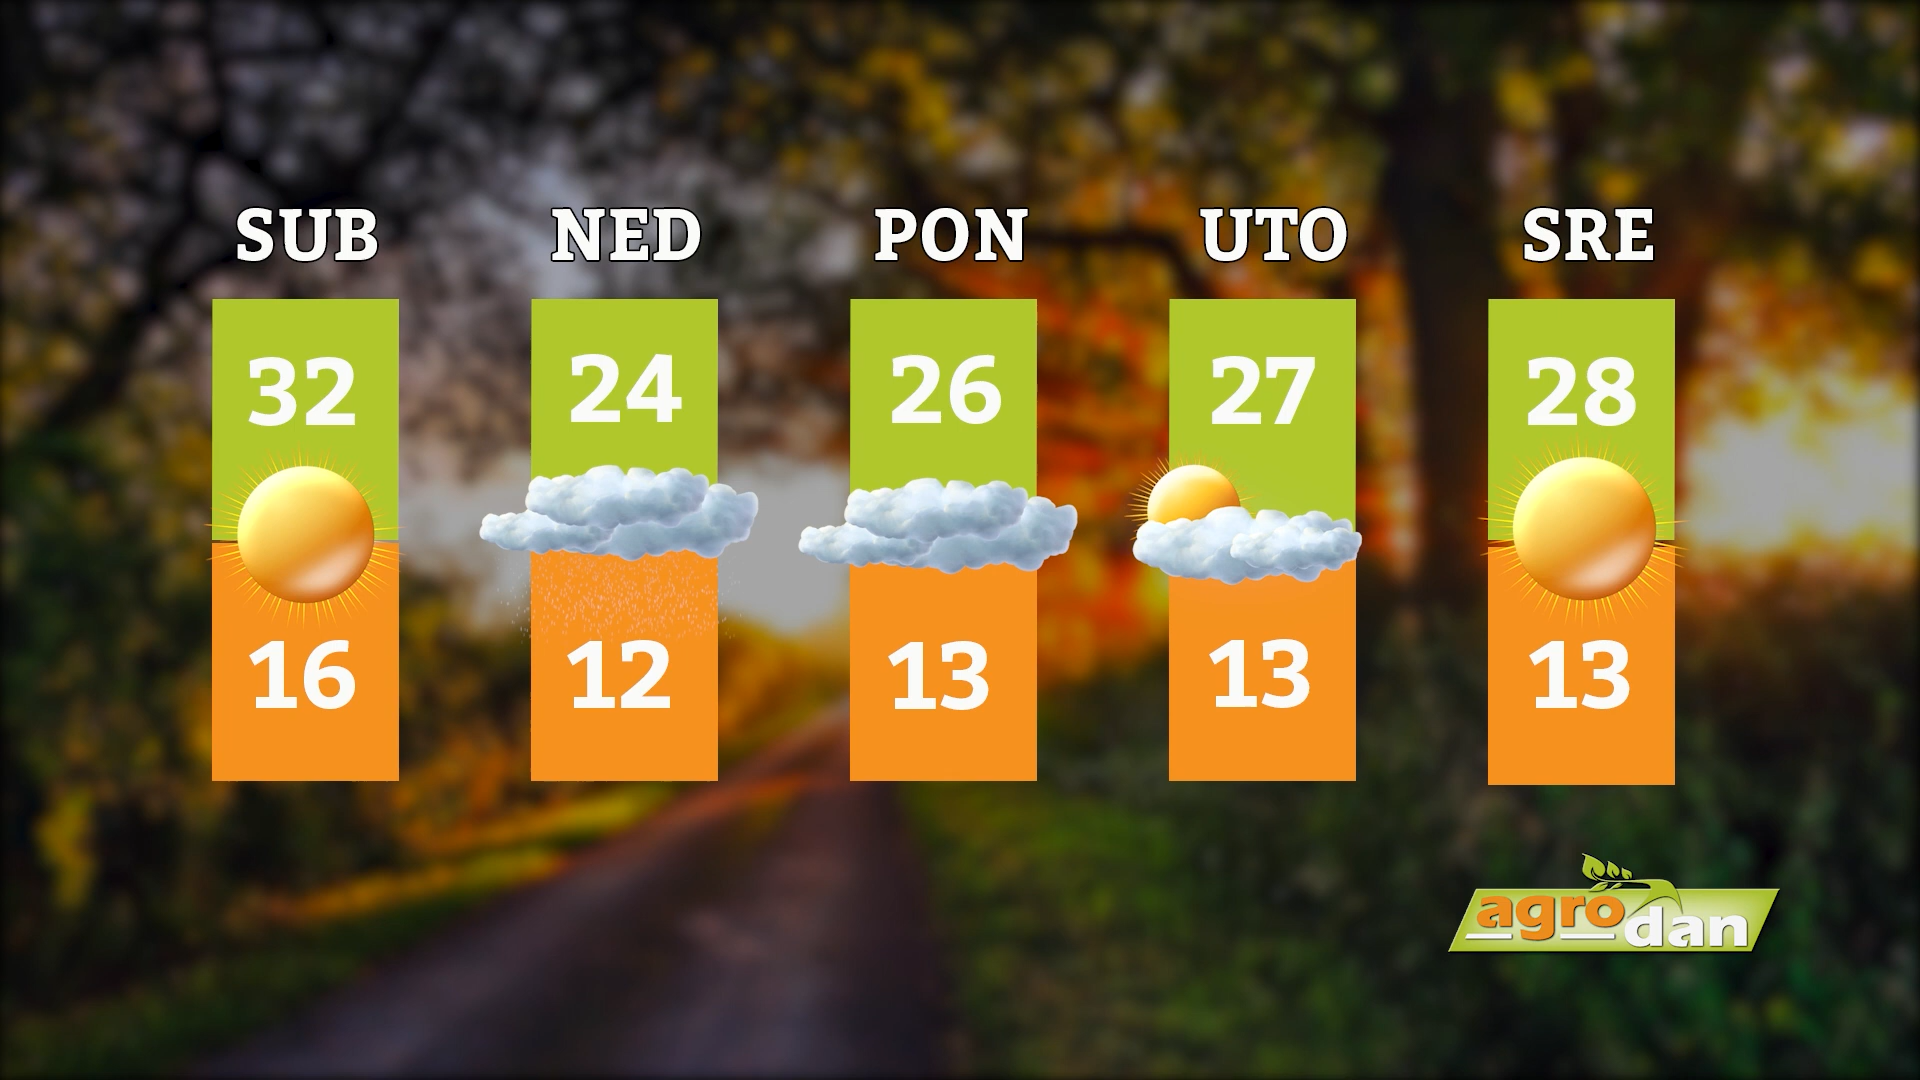 SUB NED PON UTO SRE
32 24 26 27 28
16 12 13 13 13
agro dan